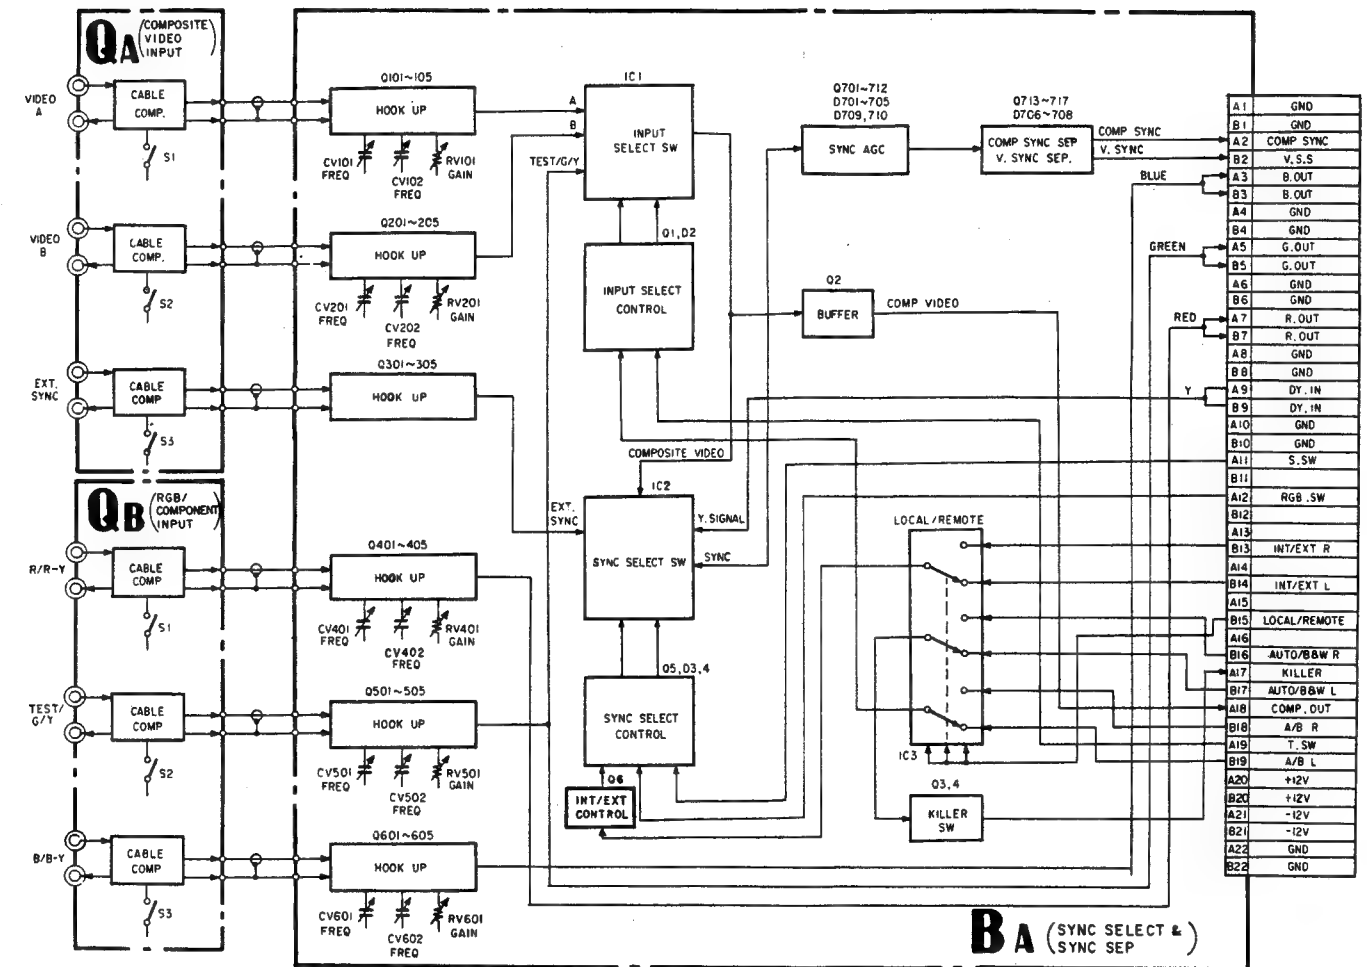 QA (COMPOSITE VIDEO INPUT)
VIDEO A
CABLE COMP.
S1
VIDEO B
CABLE COMP.
S2
EXT. SYNC
CABLE COMP
S3
QB (RGB/ COMPONENT INPUT)
R/R-Y
CABLE COMP
S1
TEST/ G/Y
CABLE COMP
S2
B/B-Y
CABLE COMP
S3
Q101~105
HOOK UP
CV101 FREQ
CV102 FREQ
RV101 GAIN
Q201~205
HOOK UP
CV201 FREQ
CV202 FREQ
RV201 GAIN
Q301~305
HOOK UP
Q401~405
HOOK UP
CV401 FREQ
CV402 FREQ
RV401 GAIN
Q501~505
HOOK UP
CV501 FREQ
CV502 FREQ
RV501 GAIN
Q601~605
HOOK UP
CV601 FREQ
CV602 FREQ
RV601 GAIN
A
B
TEST/G/Y
IC1
INPUT SELECT SW
Q1,D2
INPUT SELECT CONTROL
COMPOSITE VIDEO
IC2
EXT. SYNC
SYNC SELECT SW
Y.SIGNAL
SYNC
Q5,D3,4
SYNC SELECT CONTROL
Q6
INT/EXT CONTROL
Q701~712
D701~705
D709,710
SYNC AGC
Q713~717
D706~708
COMP SYNC SEP
V. SYNC SEP.
COMP SYNC
V. SYNC
Q2
BUFFER
COMP VIDEO
BLUE
GREEN
RED
Y
LOCAL/REMOTE
IC3
Q3,4
KILLER SW
BA (SYNC SELECT & SYNC SEP)
A1 GND
B1 GND
A2 COMP SYNC
B2 V.S.S
A3 B.OUT
B3 B.OUT
A4 GND
B4 GND
A5 G.OUT
B5 G.OUT
A6 GND
B6 GND
A7 R.OUT
B7 R.OUT
A8 GND
B8 GND
A9 DY.IN
B9 DY.IN
A10 GND
B10 GND
A11 S.SW
B11
A12 RGB.SW
B12
A13
B13 INT/EXT R
A14
B14 INT/EXT L
A15
B15 LOCAL/REMOTE
A16
B16 AUTO/B&W R
A17 KILLER
B17 AUTO/B&W L
A18 COMP.OUT
B18 A/B R
A19 T.SW
B19 A/B L
A20 +12V
B20 +12V
A21 -12V
B21 -12V
A22 GND
B22 GND